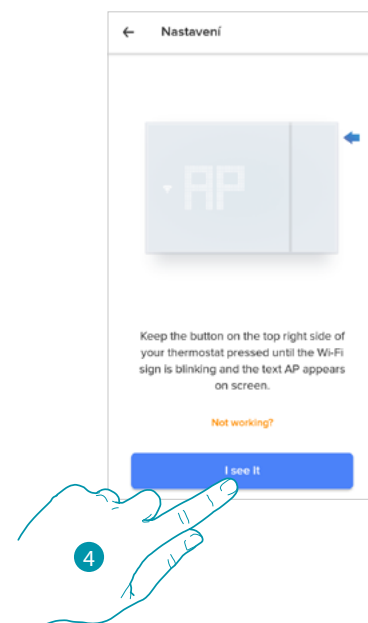 Nastavení
AP
Keep the button on the top right side of
your thermostat pressed until the Wi-Fi
sign is blinking and the text AP appears
on screen.
Not working?
I see it
4